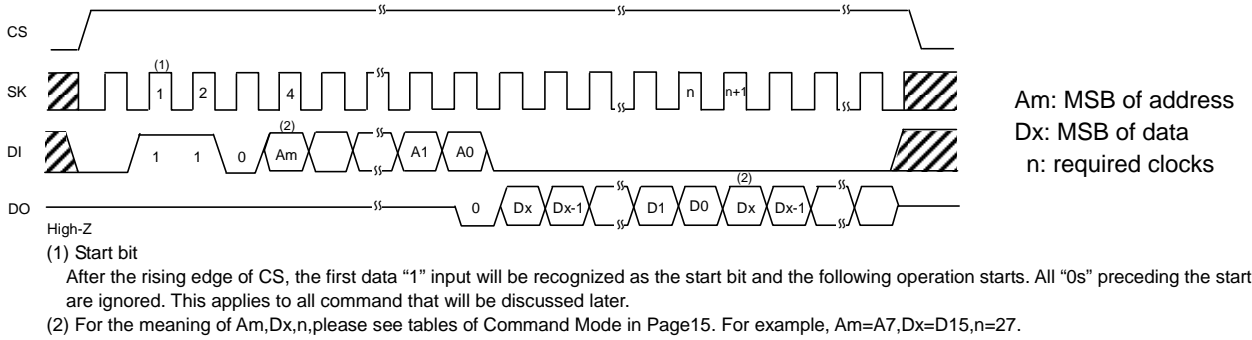 CS
(1)
SK 1 2 4 n n+1
(2)
DI 1 1 0 Am A1 A0
(2)
DO 0 Dx Dx-1 D1 D0 Dx Dx-1
High-Z
Am: MSB of address
Dx: MSB of data
n: required clocks
(1) Start bit
After the rising edge of CS, the first data “1” input will be recognized as the start bit and the following operation starts. All “0s” preceding the start
are ignored. This applies to all command that will be discussed later.
(2) For the meaning of Am,Dx,n,please see tables of Command Mode in Page15. For example, Am=A7,Dx=D15,n=27.